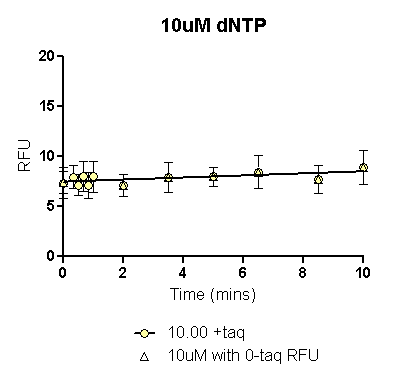 10uM dNTP
20
15
10
5
0
RFU
0 2 4 6 8 10
Time (mins)
10.00 +taq
10uM with 0-taq RFU